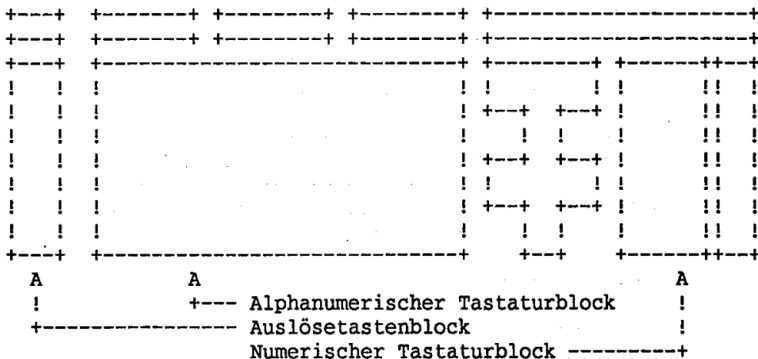 +---+  +--------+ +---------+ +---------+ +----------------------+
+---+  +--------+ +---------+ +---------+ +----------------------+
+---+  +------------------------------+ +---------+ +-------++--+
!   !  !                              ! !         ! !       !!  !
!   !  !                              ! +--+  +--+ !       !!  !
!   !  !                              !    !  !    !       !!  !
!   !  !                              ! +--+  +--+ !       !!  !
!   !  !                              ! !         ! !       !!  !
!   !  !                              ! +--+  +--+ !       !!  !
!   !  !                              !    !  !    !       !!  !
+---+  +------------------------------+    +--+    +-------++--+
A A A
! +--- Alphanumerischer Tastaturblock !
+----------------- Auslösetastenblock !
Numerischer Tastaturblock ---------+